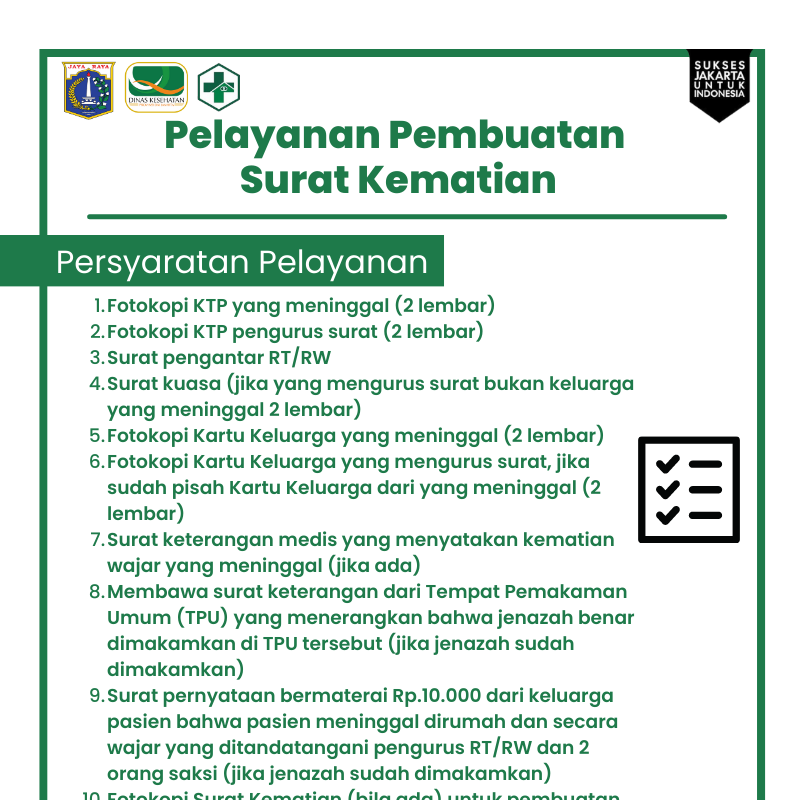 JAYA RAYA
DINAS KESEHATAN
SUKSES
JAKARTA
UNTUK
INDONESIA
Pelayanan Pembuatan
Surat Kematian
Persyaratan Pelayanan
1. Fotokopi KTP yang meninggal (2 lembar)
2. Fotokopi KTP pengurus surat (2 lembar)
3. Surat pengantar RT/RW
4. Surat kuasa (jika yang mengurus surat bukan keluarga
yang meninggal 2 lembar)
5. Fotokopi Kartu Keluarga yang meninggal (2 lembar)
6. Fotokopi Kartu Keluarga yang mengurus surat, jika
sudah pisah Kartu Keluarga dari yang meninggal (2
lembar)
7. Surat keterangan medis yang menyatakan kematian
wajar yang meninggal (jika ada)
8. Membawa surat keterangan dari Tempat Pemakaman
Umum (TPU) yang menerangkan bahwa jenazah benar
dimakamkan di TPU tersebut (jika jenazah sudah
dimakamkan)
9. Surat pernyataan bermaterai Rp.10.000 dari keluarga
pasien bahwa pasien meninggal dirumah dan secara
wajar yang ditandatangani pengurus RT/RW dan 2
orang saksi (jika jenazah sudah dimakamkan)
10. Fotokopi Surat Kematian (bila ada) untuk pembuatan